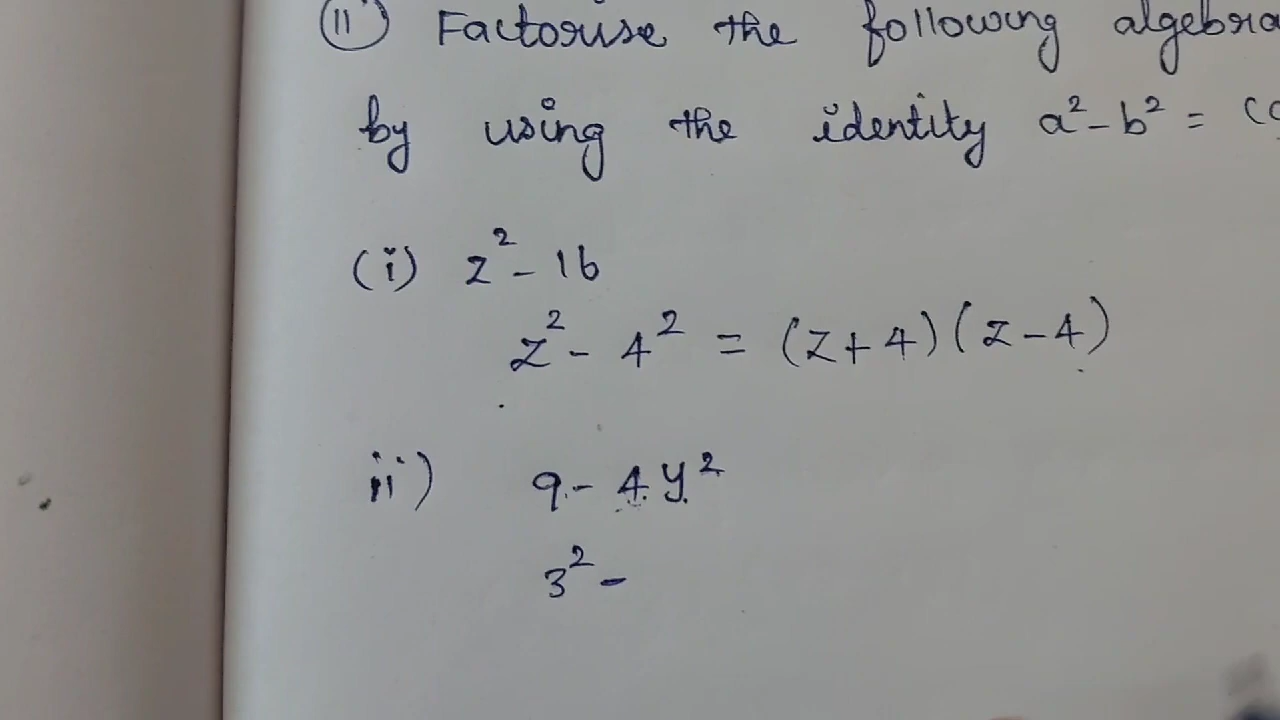 (11) Factorise the following algebra
by using the identity a² - b² = (
(i) z² - 16
z² - 4² = (z+4)(z-4)
ii) 9 - 4y²
3² -